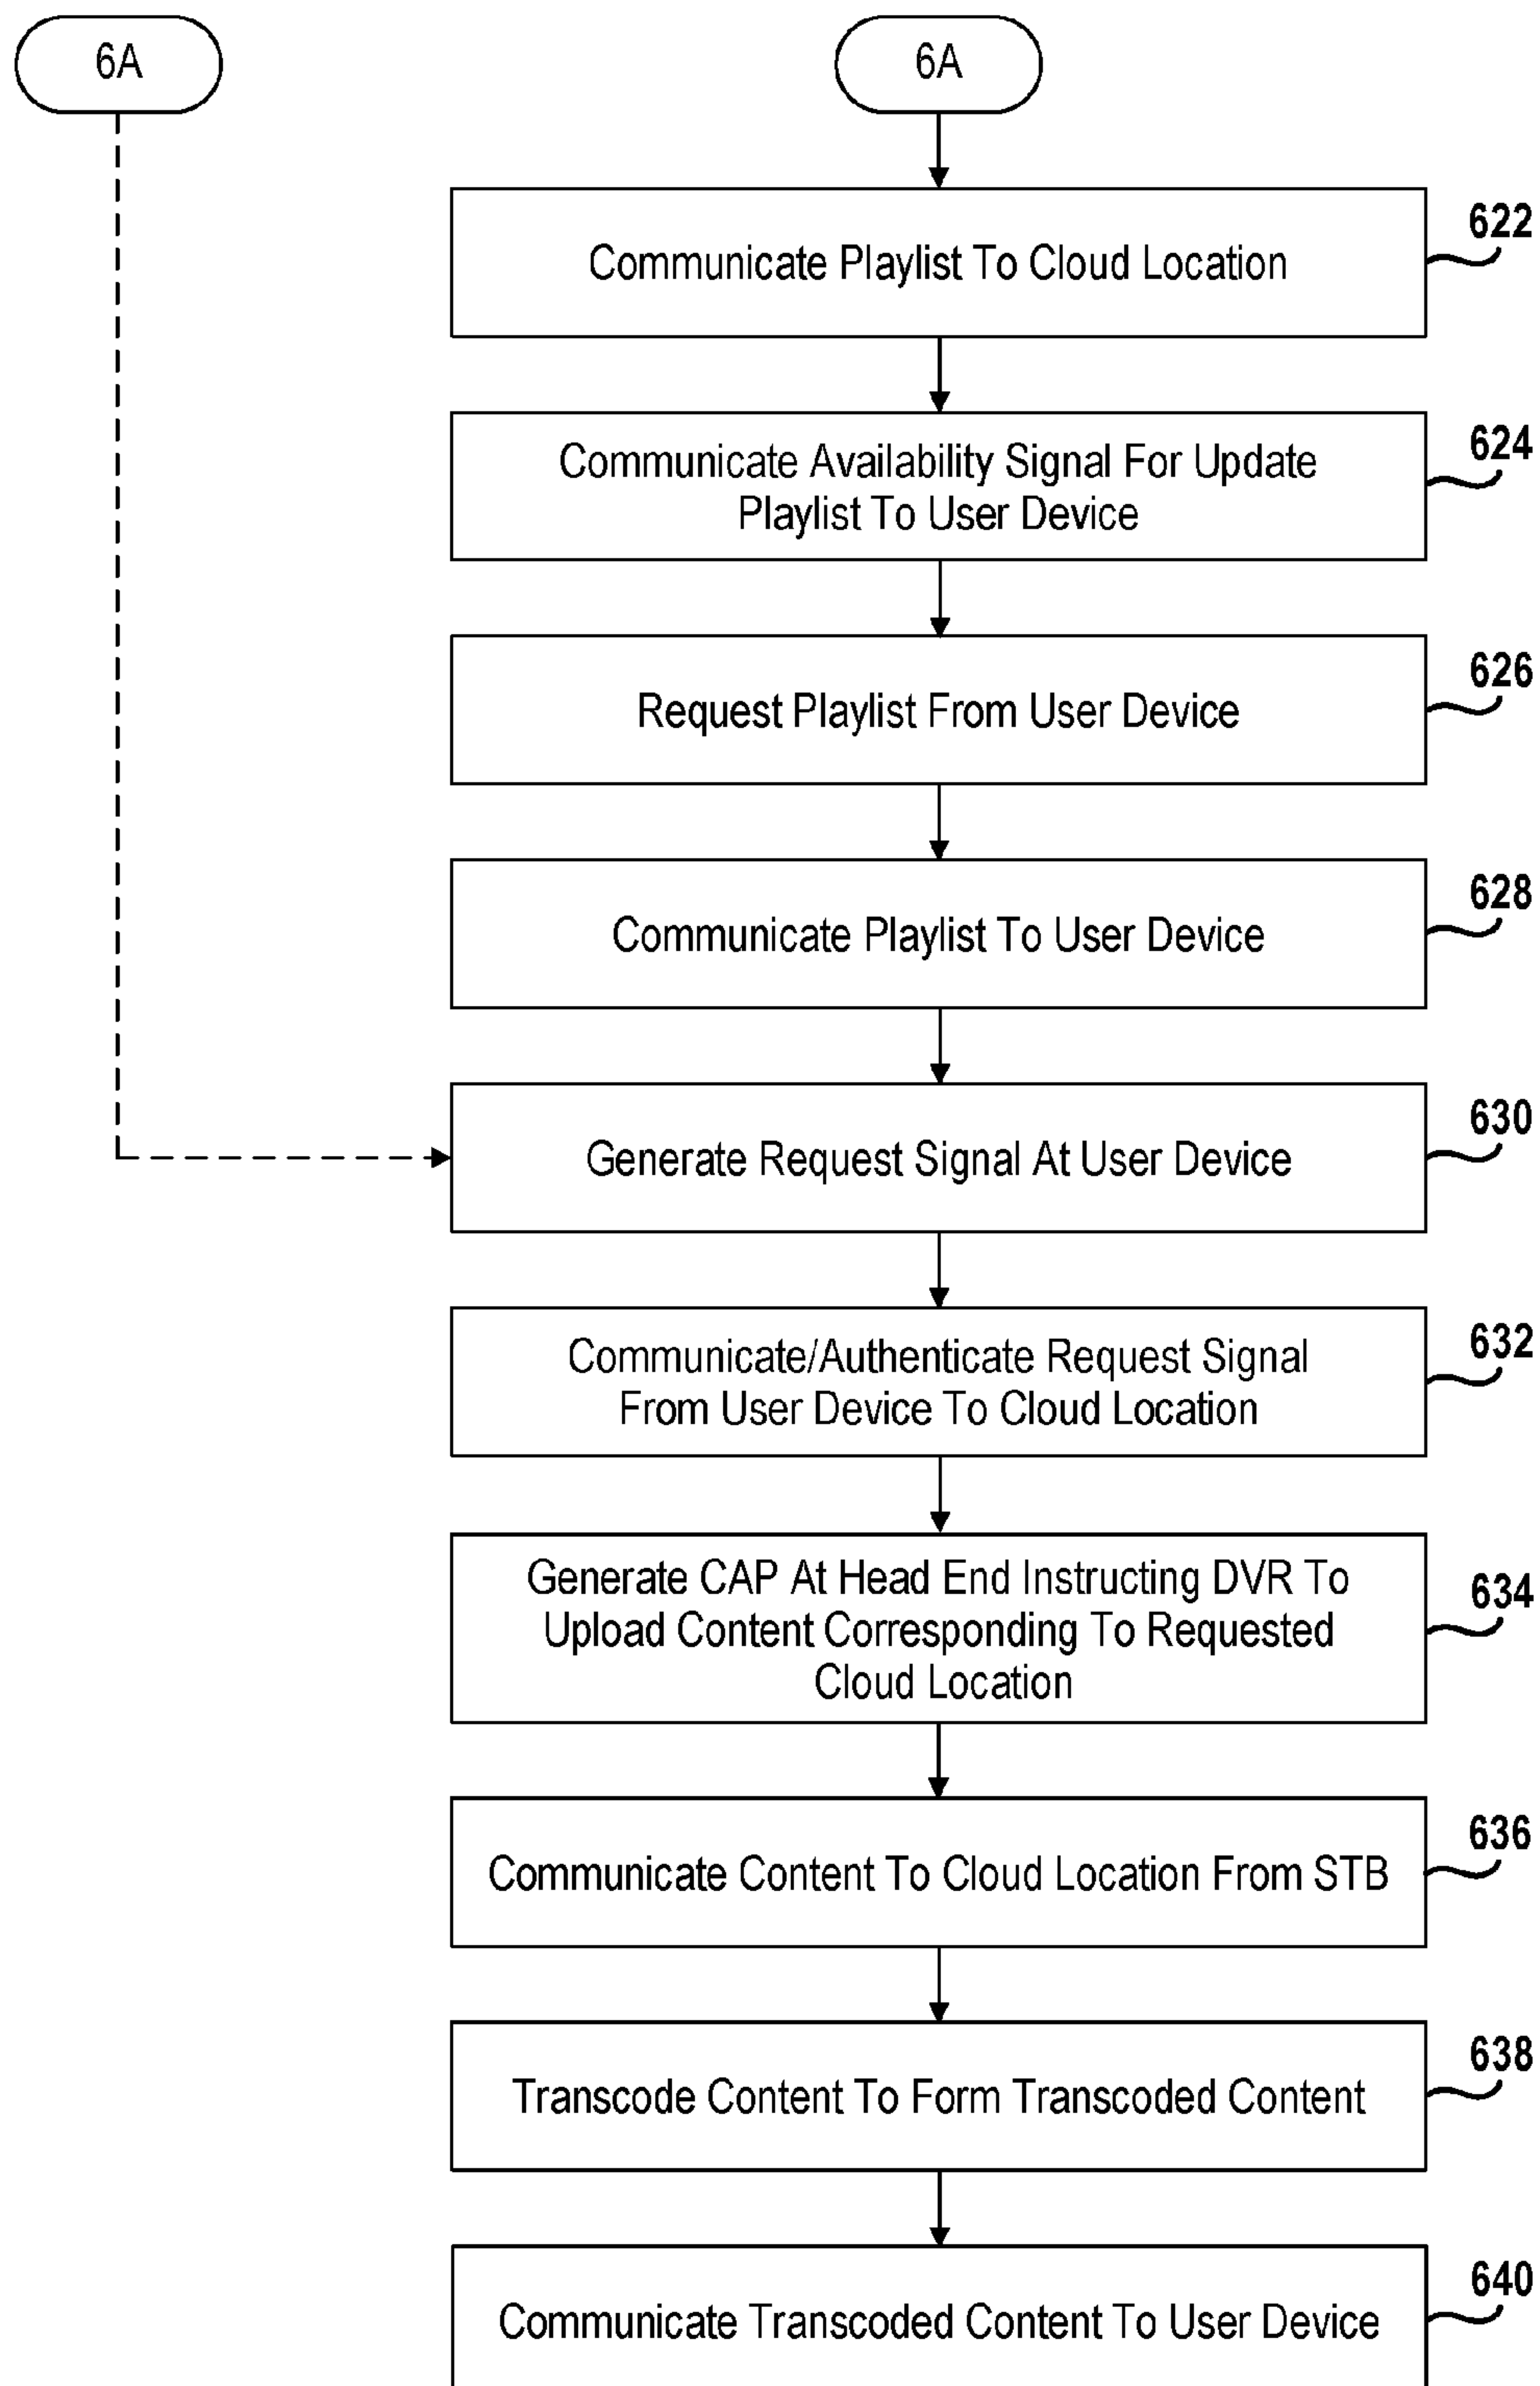 6A
6A
Communicate Playlist To Cloud Location
622
Communicate Availability Signal For Update
Playlist To User Device
624
Request Playlist From User Device
626
Communicate Playlist To User Device
628
Generate Request Signal At User Device
630
Communicate/Authenticate Request Signal
From User Device To Cloud Location
632
Generate CAP At Head End Instructing DVR To
Upload Content Corresponding To Requested
Cloud Location
634
Communicate Content To Cloud Location From STB
636
Transcode Content To Form Transcoded Content
638
Communicate Transcoded Content To User Device
640